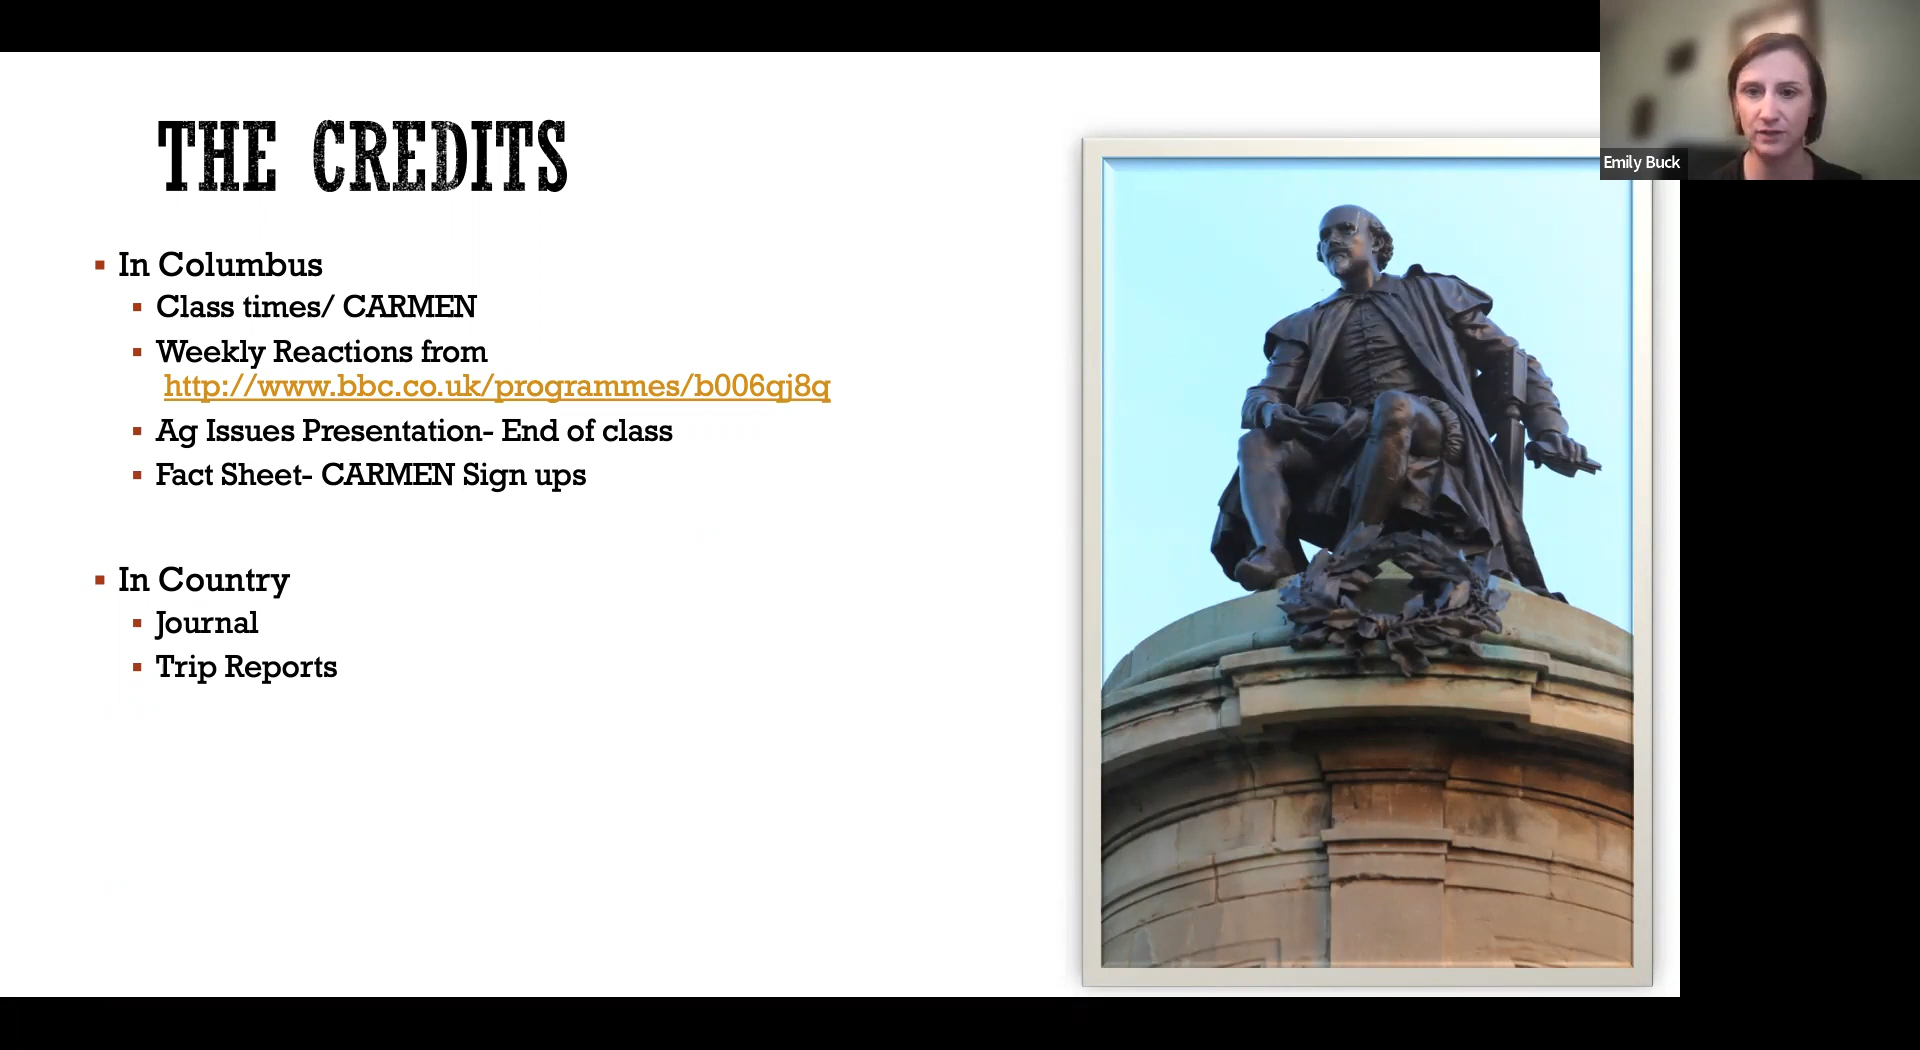 THE CREDITS
In Columbus
Class times/ CARMEN
Weekly Reactions from
http://www.bbc.co.uk/programmes/b006qj8q
Ag Issues Presentation- End of class
Fact Sheet- CARMEN Sign ups
In Country
Journal
Trip Reports
Emily Buck